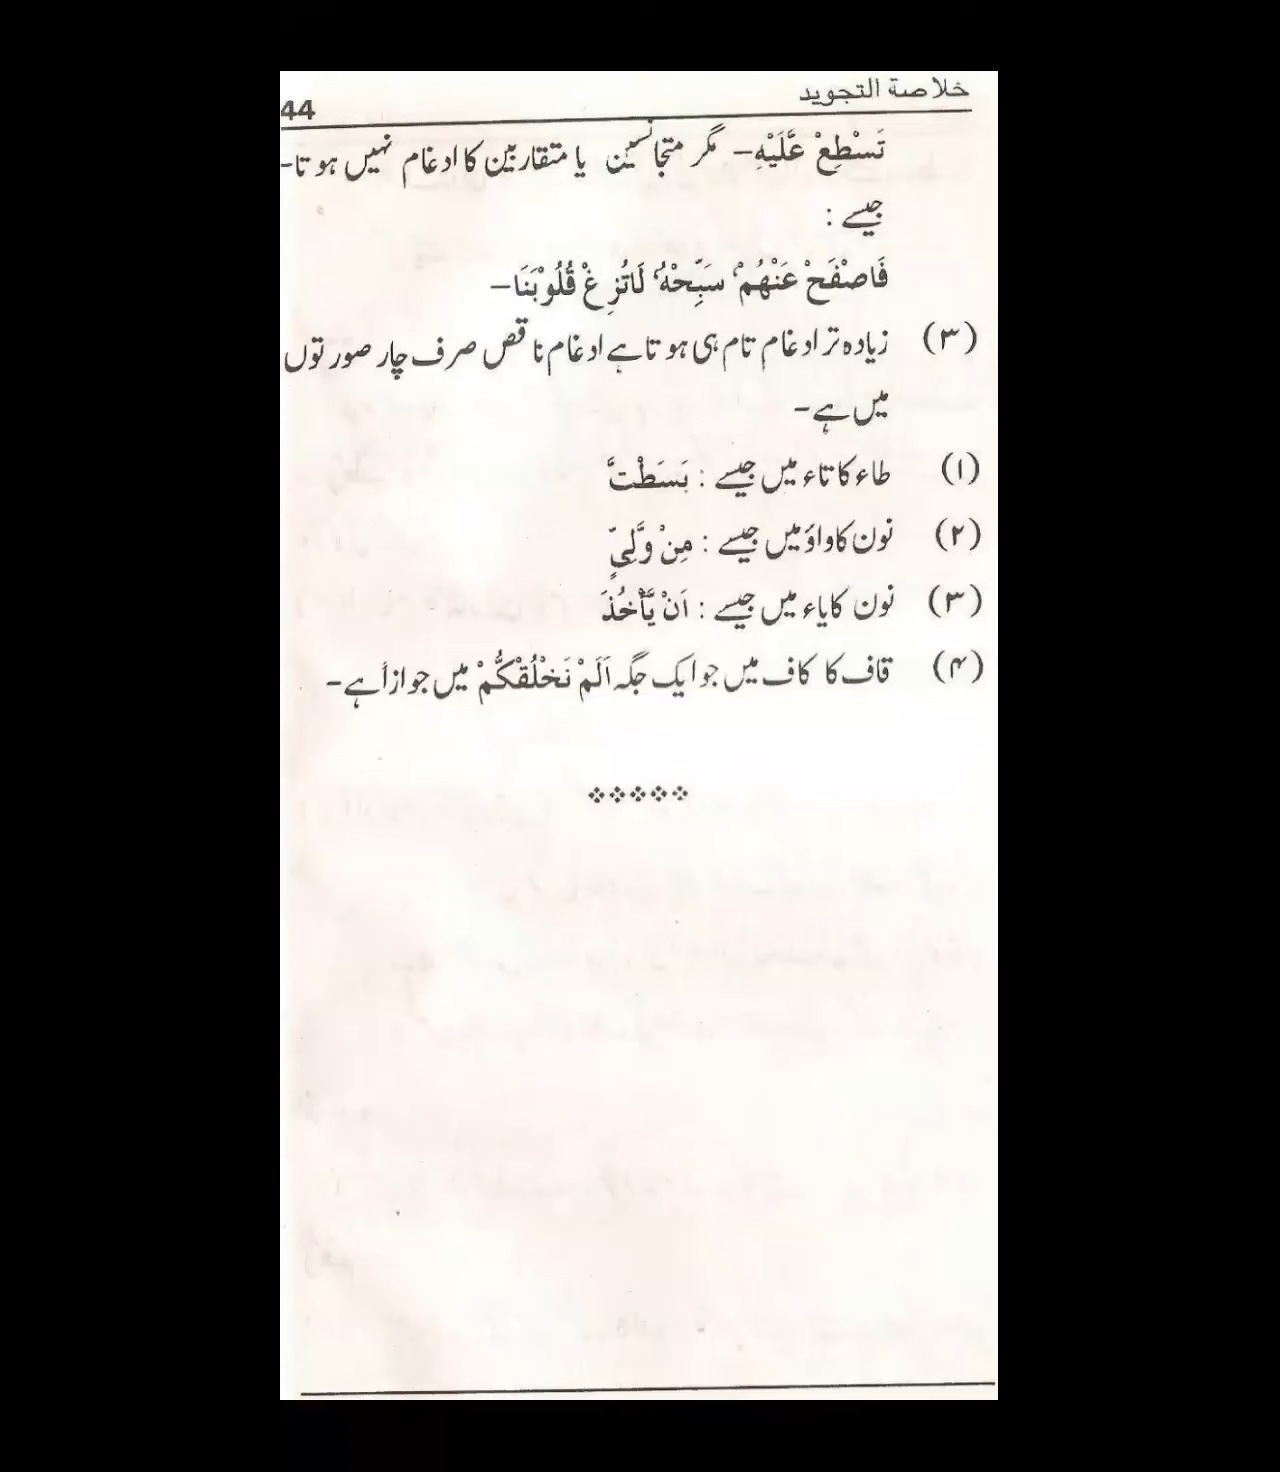 خلاصة التجويد
44
تَسْطِعْ عَّلَيْهِ۔ مگر متجانسین یا متقاربین کا ادغام نہیں ہوتا۔
جیسے :
فَاصْفَحْ عَنْهُمْ، سَبِّحْهُ، لَاتُزِغْ قُلُوْبَنَا۔
(۳) زیادہ تر ادغام تام ہی ہوتا ہے ادغام ناقص صرف چار صورتوں
میں ہے۔
(۱) طاء کا تاء میں جیسے : بَسَطْتَّ
(۲) نون کا واؤ میں جیسے : مِنْ وَّلِيٍّ
(۳) نون کا یاء میں جیسے : اَنْ يَّأْخُذَ
(۴) قاف کا کاف میں جو ایک جگہ اَلَمْ نَخْلُقْكُّمْ میں جوازاً ہے۔